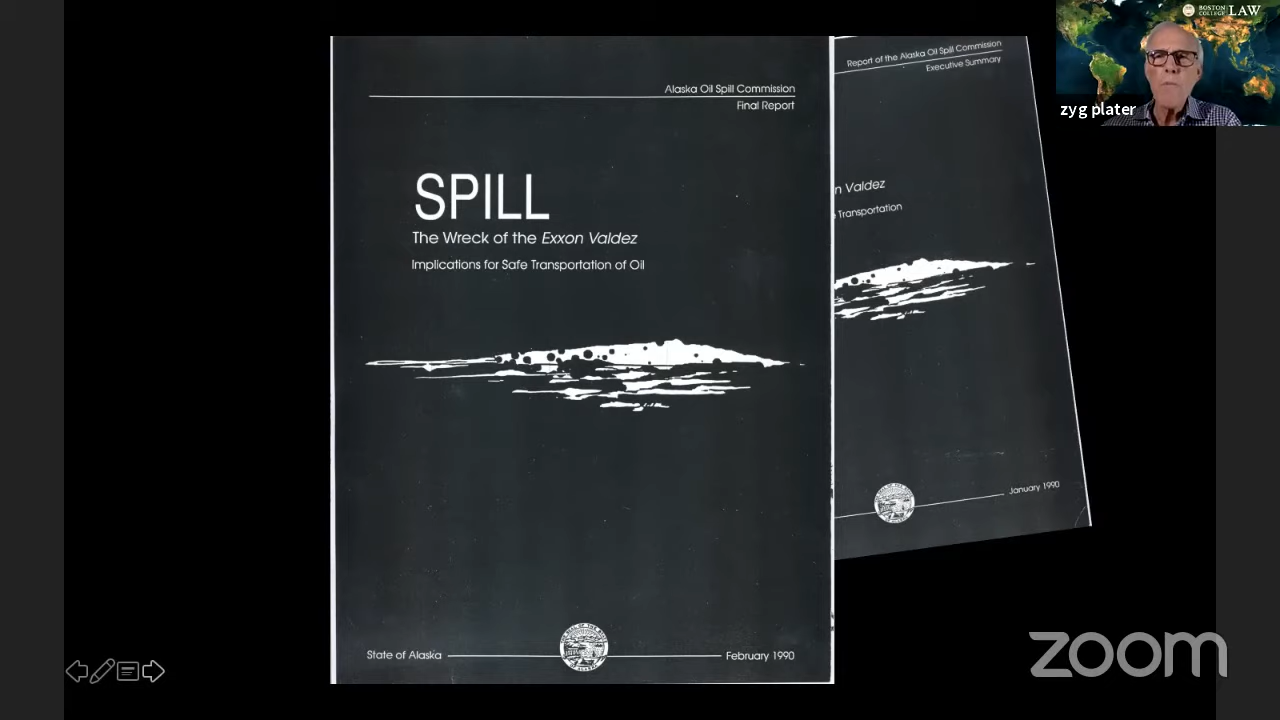 Alaska Oil Spill Commission
Final Report
SPILL
The Wreck of the Exxon Valdez
Implications for Safe Transportation of Oil
State of Alaska
February 1990
Report of the Alaska Oil Spill Commission
Executive Summary
n Valdez
Transportation
January 1990
BOSTON COLLEGE LAW
zyg plater
zoom